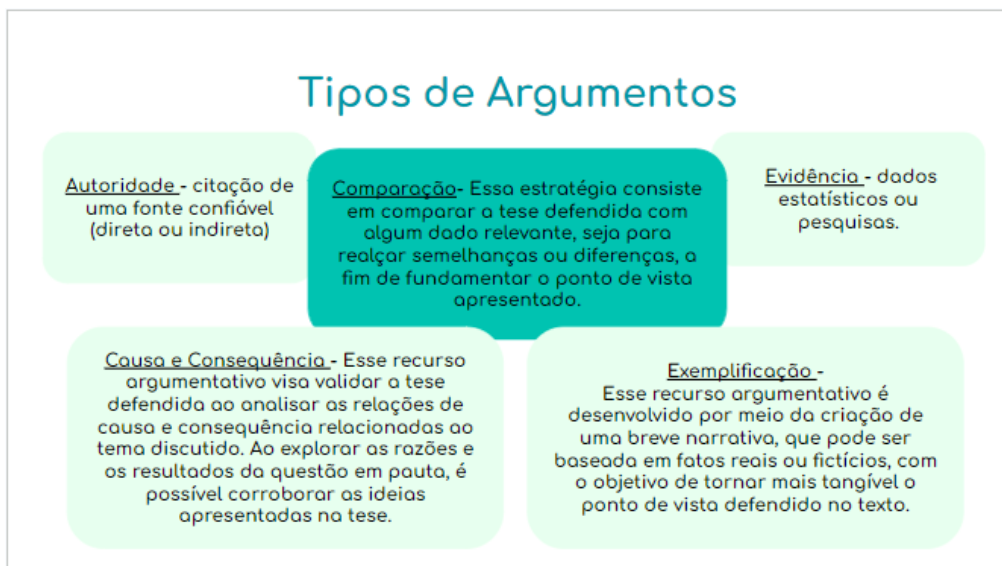 Tipos de Argumentos
Autoridade - citação de
uma fonte confiável
(direta ou indireta)
Comparação- Essa estratégia consiste
em comparar a tese defendida com
algum dado relevante, seja para
realçar semelhanças ou diferenças, a
fim de fundamentar o ponto de vista
apresentado.
Evidência - dados
estatísticos ou
pesquisas.
Causa e Consequência - Esse recurso
argumentativo visa validar a tese
defendida ao analisar as relações de
causa e consequência relacionadas ao
tema discutido. Ao explorar as razões e
os resultados da questão em pauta, é
possível corroborar as ideias
apresentadas na tese.
Exemplificação -
Esse recurso argumentativo é
desenvolvido por meio da criação de
uma breve narrativa, que pode ser
baseada em fatos reais ou fictícios, com
o objetivo de tornar mais tangível o
ponto de vista defendido no texto.